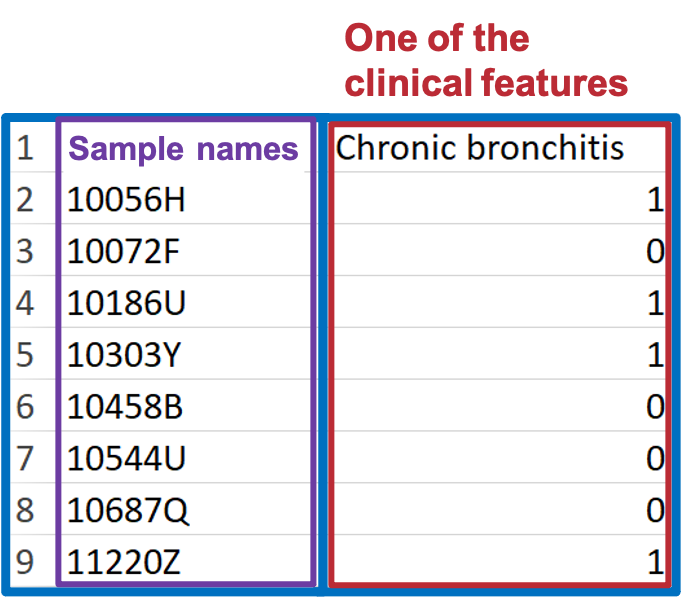 One of the
clinical features
1 Sample names Chronic bronchitis
2 10056H 1
3 10072F 0
4 10186U 1
5 10303Y 1
6 10458B 0
7 10544U 0
8 10687Q 0
9 11220Z 1